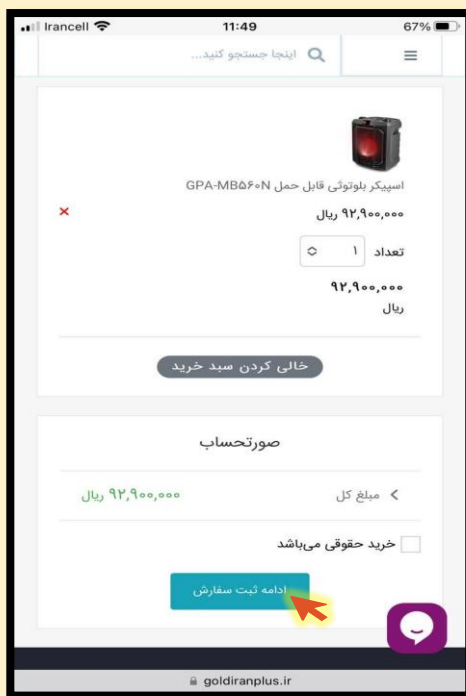 Irancell 11:49 67%
اینجا جستجو کنید...
اسپیکر بلوتوثی قابل حمل GPA-MB۵۶۰N
۹۲,۹۰۰,۰۰۰ ریال
تعداد ۱
۹۲,۹۰۰,۰۰۰
ریال
خالی کردن سبد خرید
صورتحساب
مبلغ کل ۹۲,۹۰۰,۰۰۰ ریال
خرید حقوقی می‌باشد
ادامه ثبت سفارش
goldiranplus.ir